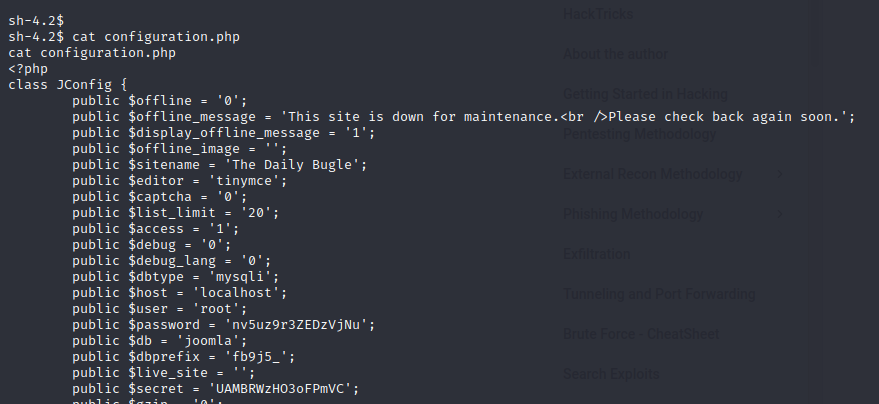 sh-4.2$
sh-4.2$ cat configuration.php
cat configuration.php
<?php
class JConfig {
        public $offline = '0';
        public $offline_message = 'This site is down for maintenance.<br />Please check back again soon.';
        public $display_offline_message = '1';
        public $offline_image = '';
        public $sitename = 'The Daily Bugle';
        public $editor = 'tinymce';
        public $captcha = '0';
        public $list_limit = '20';
        public $access = '1';
        public $debug = '0';
        public $debug_lang = '0';
        public $dbtype = 'mysqli';
        public $host = 'localhost';
        public $user = 'root';
        public $password = 'nv5uz9r3ZEDzVjNu';
        public $db = 'joomla';
        public $dbprefix = 'fb9j5_';
        public $live_site = '';
        public $secret = 'UAMBRWzHO3oFPmVC';
        public $gzip = '0';
HackTricks
About the author
Getting Started in Hacking
Pentesting Methodology
External Recon Methodology
Phishing Methodology
Exfiltration
Tunneling and Port Forwarding
Brute Force - CheatSheet
Search Exploits